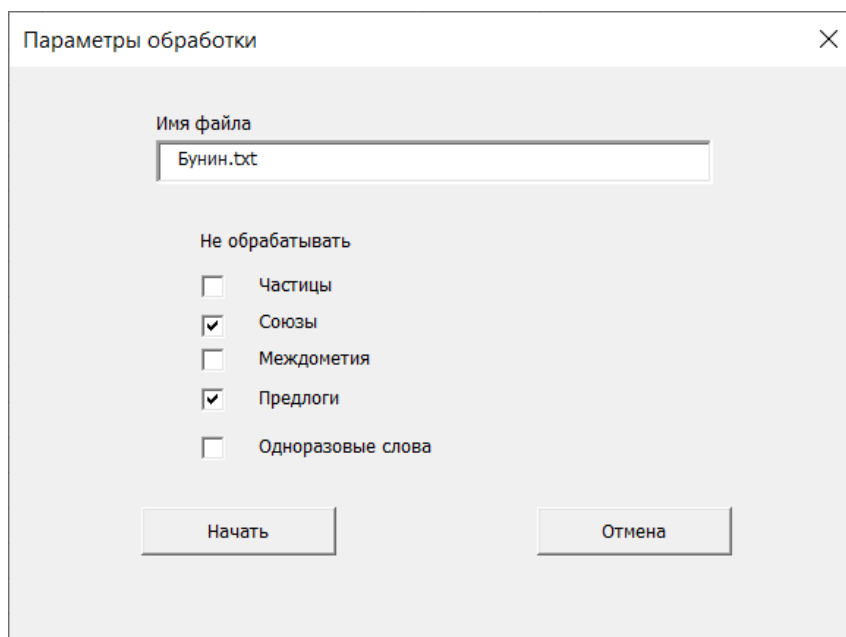 Параметры обработки
Имя файла
Бунин.txt
Не обрабатывать
Частицы
Союзы
Междометия
Предлоги
Одноразовые слова
Начать Отмена